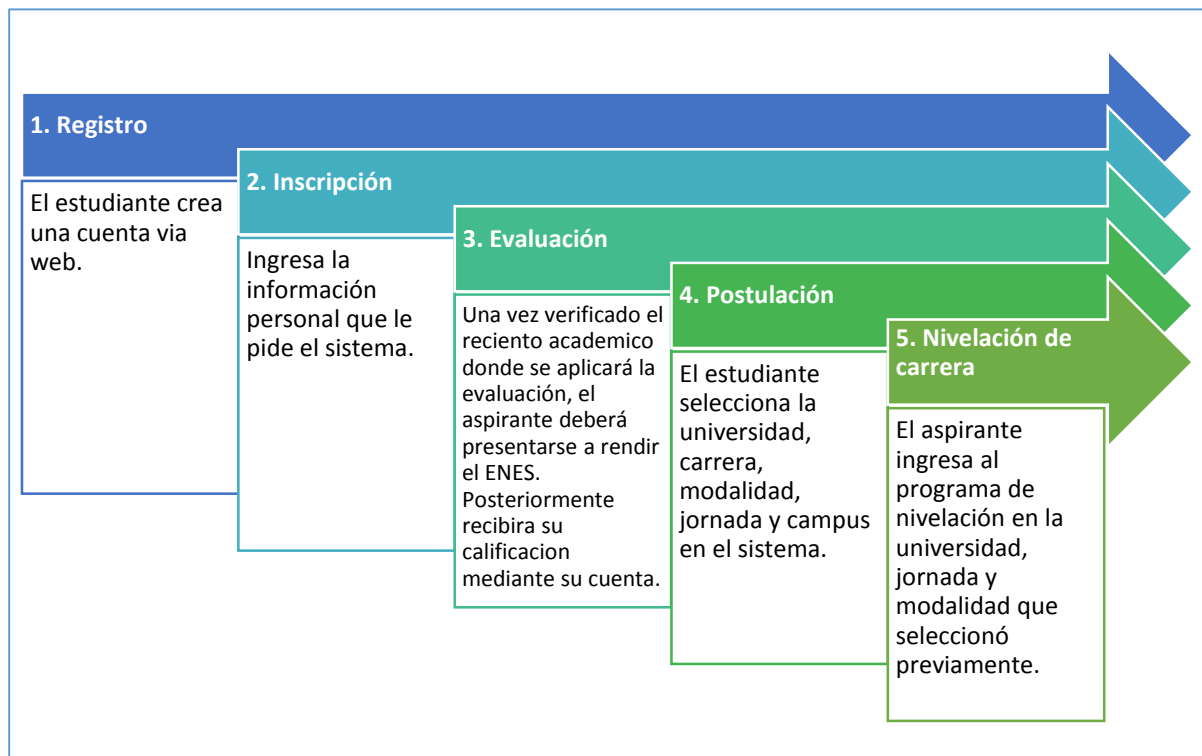 1. Registro
El estudiante crea
una cuenta via
web.
2. Inscripción
Ingresa la
información
personal que le
pide el sistema.
3. Evaluación
Una vez verificado el
reciento academico
donde se aplicará la
evaluación, el
aspirante deberá
presentarse a rendir
el ENES.
Posteriormente
recibira su
calificacion
mediante su cuenta.
4. Postulación
El estudiante
selecciona la
universidad,
carrera,
modalidad,
jornada y campus
en el sistema.
5. Nivelación de
carrera
El aspirante
ingresa al
programa de
nivelación en la
universidad,
jornada y
modalidad que
seleccionó
previamente.